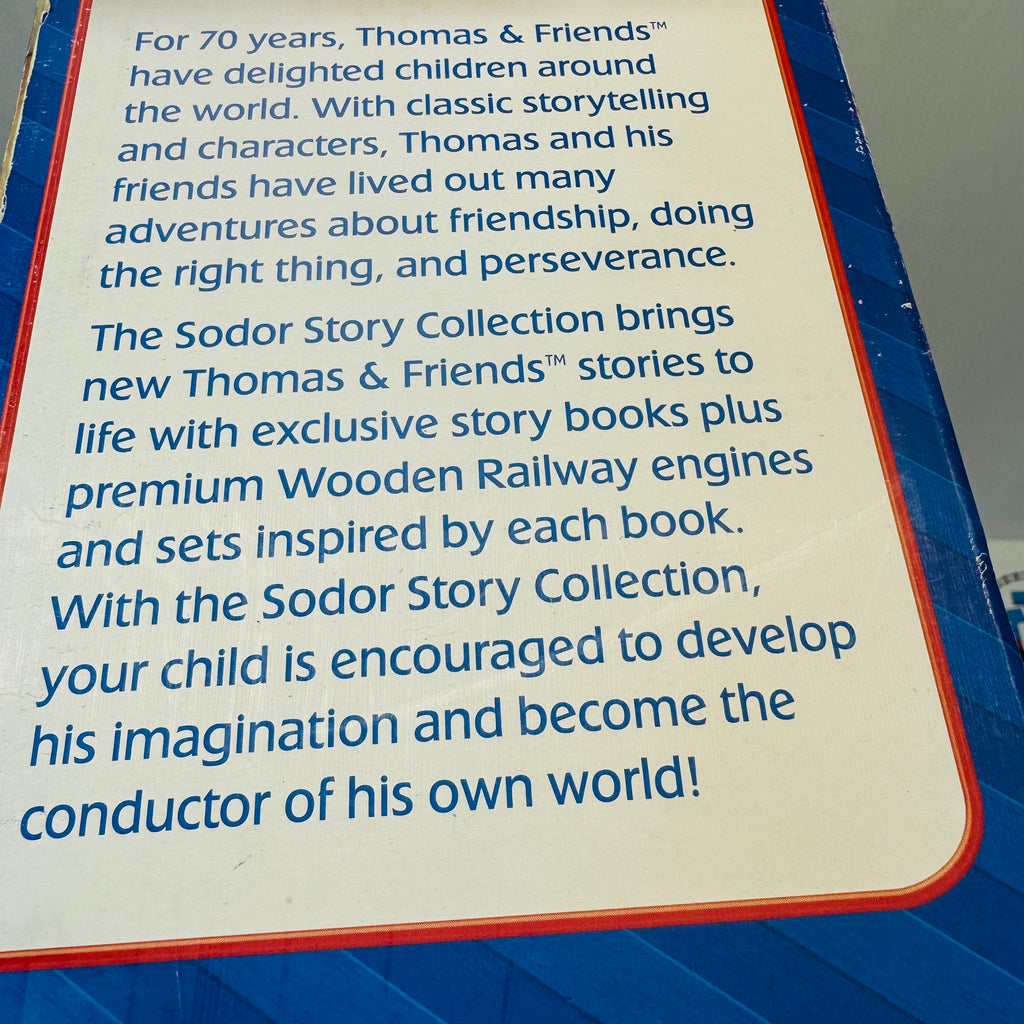 For 70 years, Thomas & Friends™
have delighted children around
the world. With classic storytelling
and characters, Thomas and his
friends have lived out many
adventures about friendship, doing
the right thing, and perseverance.
The Sodor Story Collection brings
new Thomas & Friends™ stories to
life with exclusive story books plus
premium Wooden Railway engines
and sets inspired by each book.
With the Sodor Story Collection,
your child is encouraged to develop
his imagination and become the
conductor of his own world!